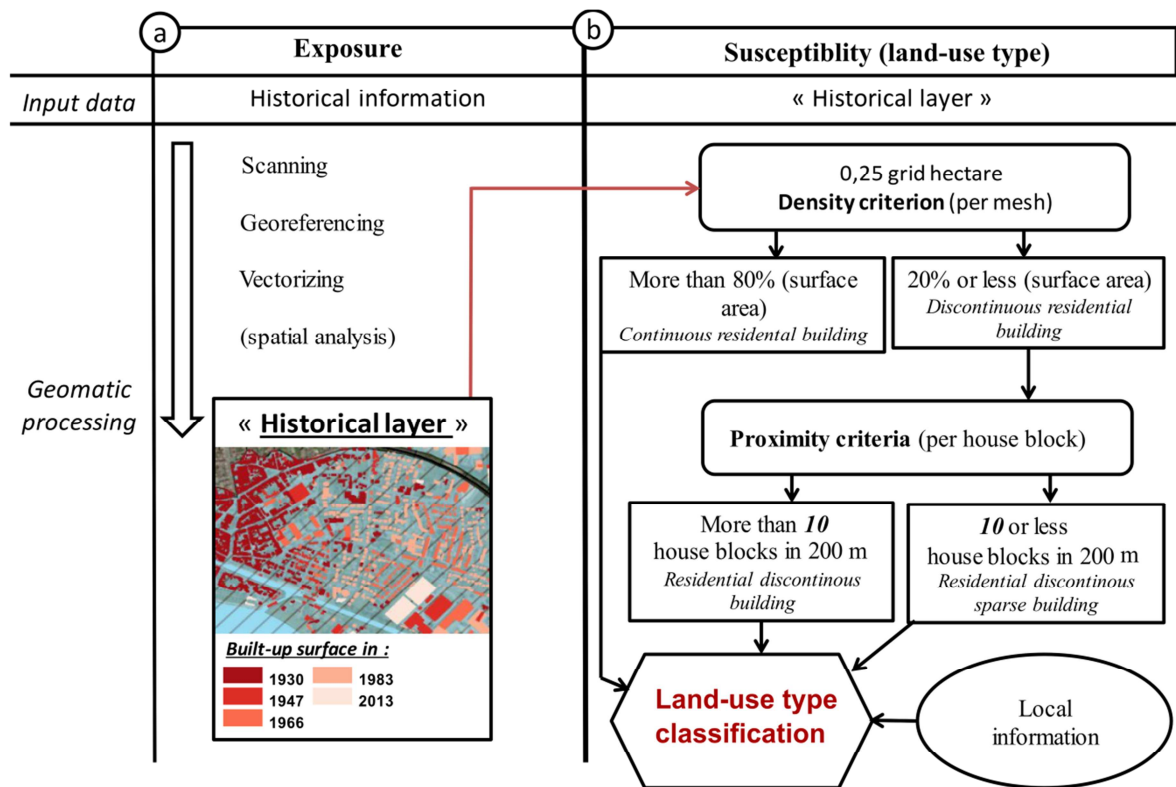 a
Exposure
b
Susceptiblity (land-use type)
Input data
Historical information
« Historical layer »
Geomatic
processing
Scanning
Georeferencing
Vectorizing
(spatial analysis)
« Historical layer »
Built-up surface in :
1930
1947
1966
1983
2013
0,25 grid hectare
Density criterion (per mesh)
More than 80% (surface
area)
Continuous residental building
20% or less (surface area)
Discontinuous residential
building
Proximity criteria (per house block)
More than 10
house blocks in 200 m
Residential discontinous
building
10 or less
house blocks in 200 m
Residential discontinous
sparse building
Land-use type
classification
Local
information